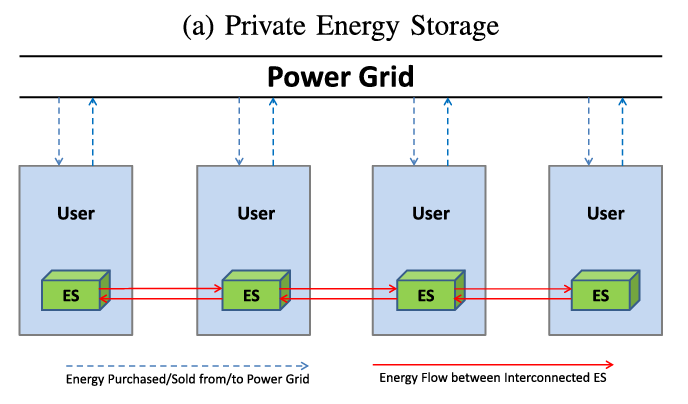 (a) Private Energy Storage
Power Grid
User User User User
ES ES ES ES
Energy Purchased/Sold from/to Power Grid Energy Flow between Interconnected ES